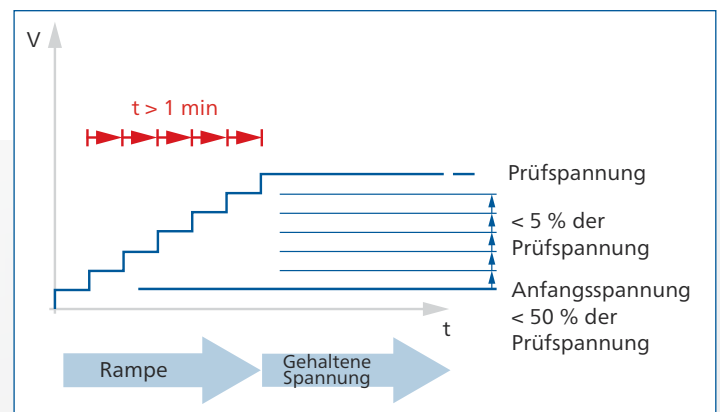 V
t > 1 min
Prüfspannung
< 5 % der
Prüfspannung
Anfangsspannung
< 50 % der
Prüfspannung
t
Rampe
Gehaltene
Spannung